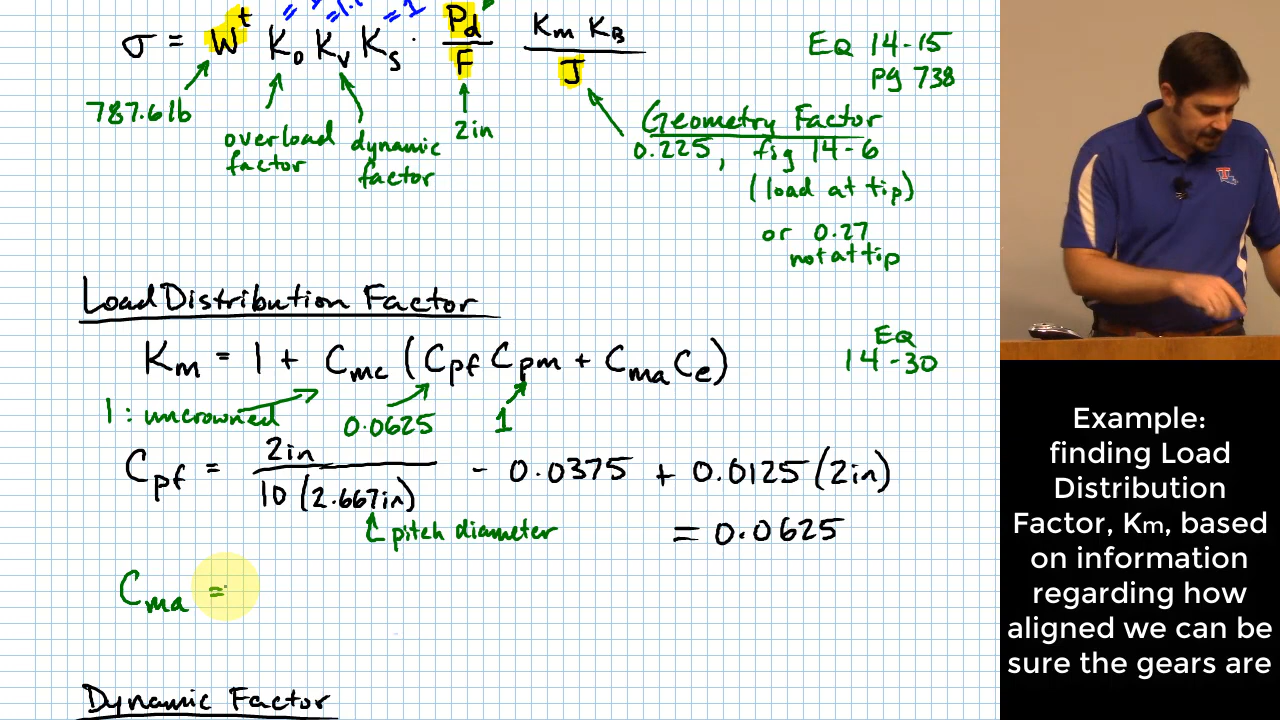 σ = Wᵗ K₀ Kᵥ Kₛ · P_d / F K_m K_B / J
= 1
EQ 14-15
pg 738
787.6 lb
overload factor
dynamic factor
2in
Geometry Factor
0.225, fig 14-6
(load at tip)
or 0.27
not at tip
Load Distribution Factor
K_m = 1 + C_mc (C_pf C_pm + C_ma C_e)
EQ 14-30
1: uncrowned
0.0625
1
C_pf = 2in / 10 (2.667in) - 0.0375 + 0.0125 (2in)
pitch diameter
= 0.0625
C_ma =
Dynamic Factor
Example:
finding Load
Distribution
Factor, Km, based
on information
regarding how
aligned we can be
sure the gears are